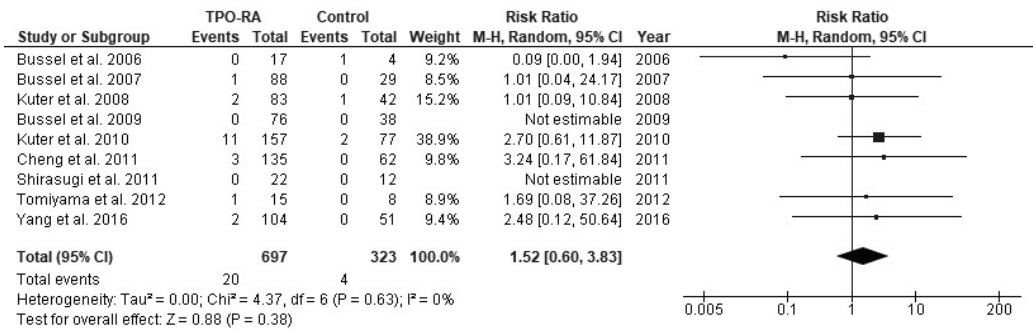 TPO-RA Control Risk Ratio Risk Ratio
Study or Subgroup Events Total Events Total Weight M-H, Random, 95% CI Year M-H, Random, 95% CI
Bussel et al. 2006 0 17 1 4 9.2% 0.09 [0.00, 1.94] 2006
Bussel et al. 2007 1 88 0 29 8.5% 1.01 [0.04, 24.17] 2007
Kuter et al. 2008 2 83 1 42 15.2% 1.01 [0.09, 10.84] 2008
Bussel et al. 2009 0 76 0 38 Not estimable 2009
Kuter et al. 2010 11 157 2 77 38.9% 2.70 [0.61, 11.87] 2010
Cheng et al. 2011 3 135 0 62 9.8% 3.24 [0.17, 61.84] 2011
Shirasugi et al. 2011 0 22 0 12 Not estimable 2011
Tomiyama et al. 2012 1 15 0 8 8.9% 1.69 [0.08, 37.26] 2012
Yang et al. 2016 2 104 0 51 9.4% 2.48 [0.12, 50.64] 2016
Total (95% CI) 697 323 100.0% 1.52 [0.60, 3.83]
Total events 20 4
Heterogeneity: Tau² = 0.00; Chi² = 4.37, df = 6 (P = 0.63); I² = 0%
Test for overall effect: Z = 0.88 (P = 0.38)
0.005 0.1 1 10 200